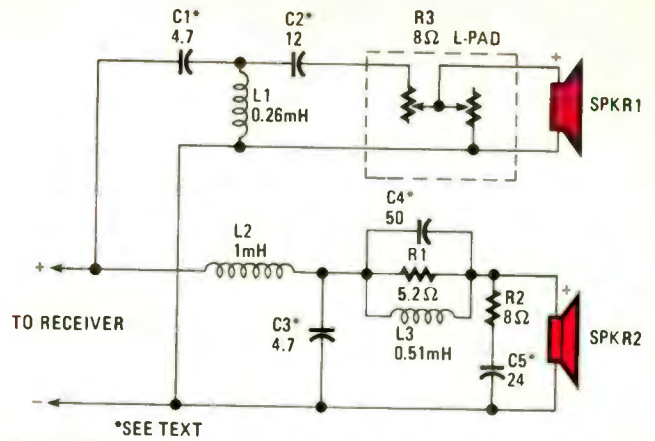 C1*
4.7
C2*
12
R3
8Ω L-PAD
L1
0.26mH
+
SPKR1
L2
1mH
C4*
50
R1
5.2Ω
L3
0.51mH
R2
8Ω
+
SPKR2
+
TO RECEIVER
C3*
4.7
C5*
24
-
*SEE TEXT